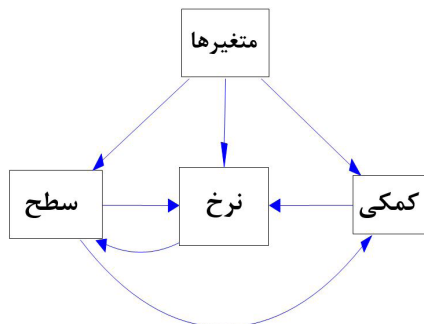 متغیرها
کمکی
نرخ
سطح